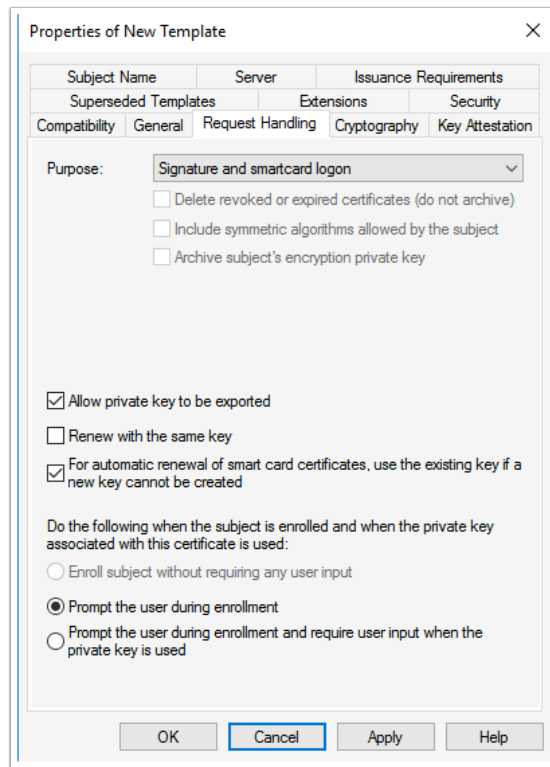 Properties of New Template
Subject Name Server Issuance Requirements
Superseded Templates Extensions Security
Compatibility General Request Handling Cryptography Key Attestation
Purpose: Signature and smartcard logon
Delete revoked or expired certificates (do not archive)
Include symmetric algorithms allowed by the subject
Archive subject's encryption private key
Allow private key to be exported
Renew with the same key
For automatic renewal of smart card certificates, use the existing key if a
new key cannot be created
Do the following when the subject is enrolled and when the private key
associated with this certificate is used:
Enroll subject without requiring any user input
Prompt the user during enrollment
Prompt the user during enrollment and require user input when the
private key is used
OK Cancel Apply Help